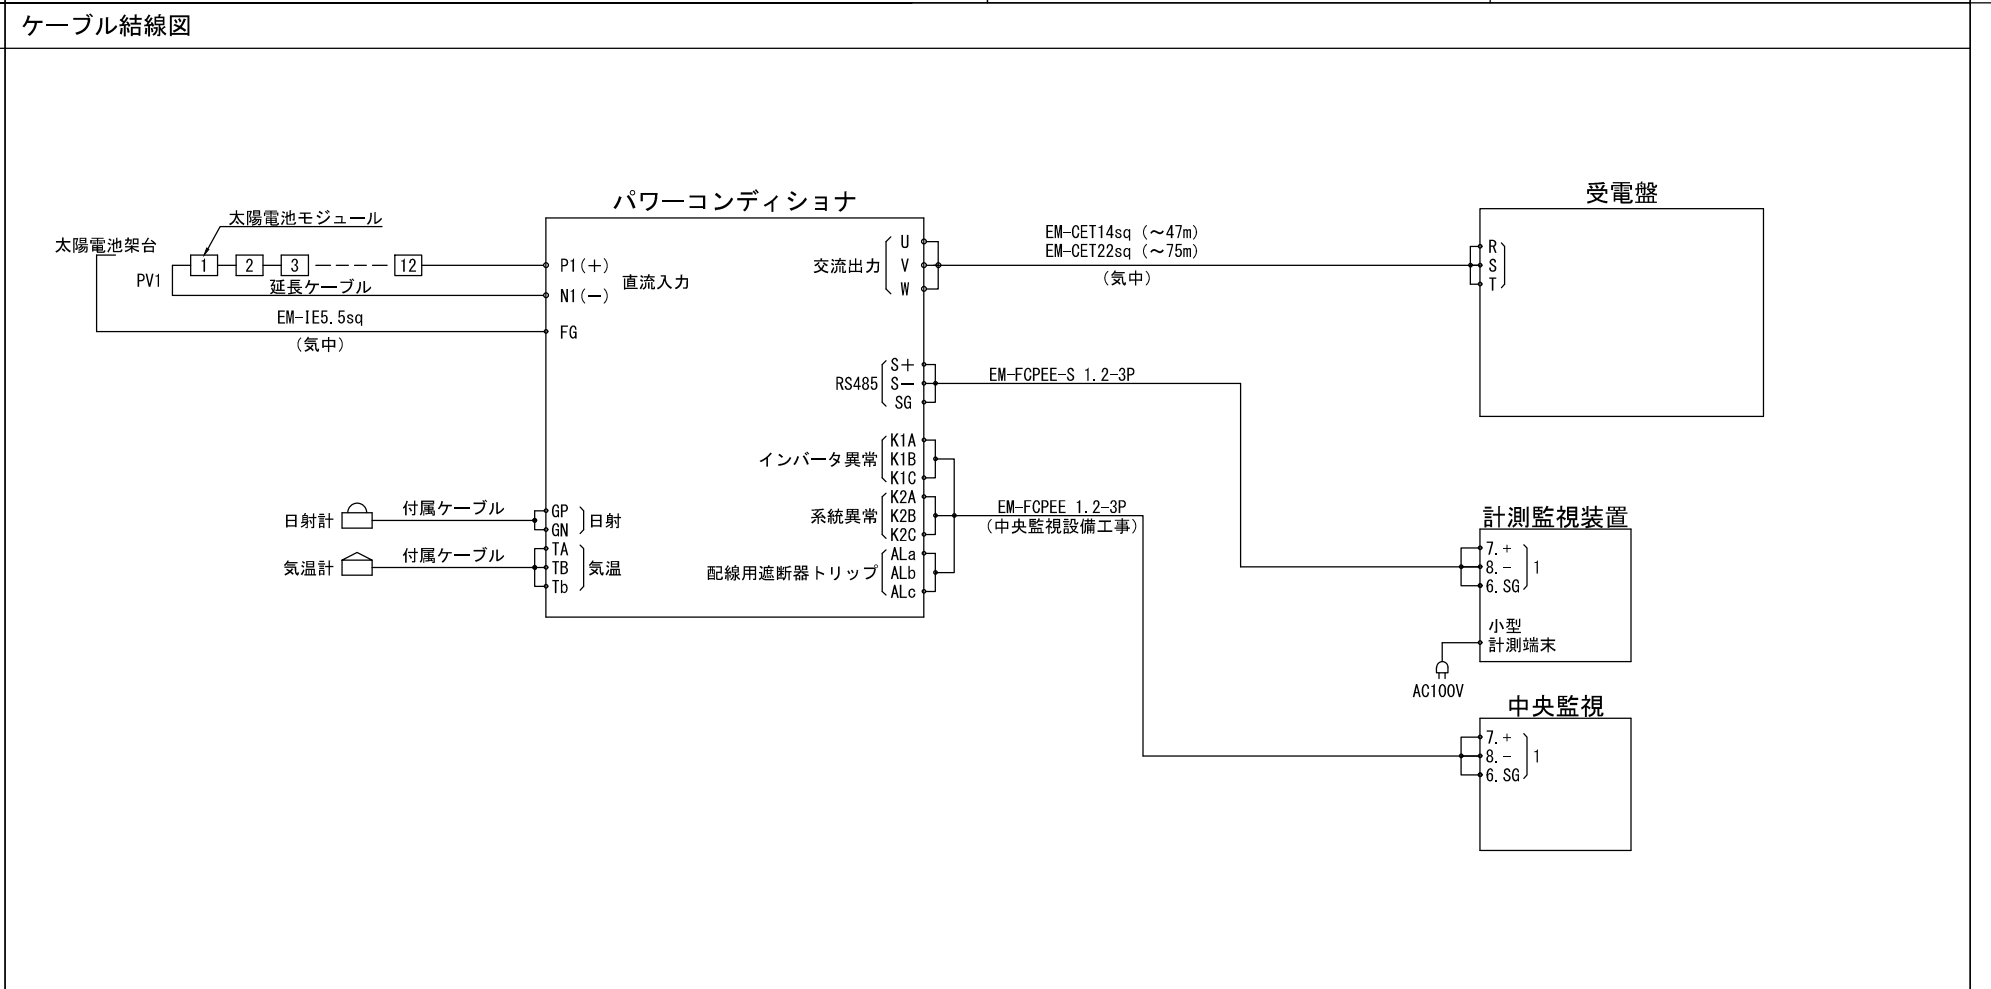 ケーブル結線図
パワーコンディショナ
受電盤
太陽電池モジュール
太陽電池架台
PV1
1
2
3
12
延長ケーブル
EM-IE5.5sq
(気中)
P1(+)
N1(-)
直流入力
FG
交流出力
U
V
W
EM-CET14sq (~47m)
EM-CET22sq (~75m)
(気中)
R
S
T
RS485
S+
S-
SG
EM-FCPEE-S 1.2-3P
インバータ異常
K1A
K1B
K1C
系統異常
K2A
K2B
K2C
配線用遮断器トリップ
ALa
ALb
ALc
EM-FCPEE 1.2-3P
(中央監視設備工事)
日射計
付属ケーブル
GP
GN
日射
気温計
付属ケーブル
TA
TB
Tb
気温
計測監視装置
7.+
8.-
6.SG
1
小型
計測端末
AC100V
中央監視
7.+
8.-
6.SG
1